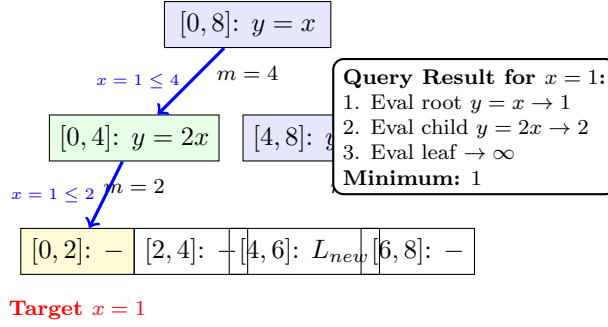 [0, 8]: y = x
x = 1 ≤ 4
m = 4
Query Result for x = 1:
1. Eval root y = x → 1
2. Eval child y = 2x → 2
3. Eval leaf → ∞
Minimum: 1
[0, 4]: y = 2x
[4, 8]:
x = 1 ≤ 2
m = 2
[0, 2]: −
[2, 4]: −
[4, 6]: L_{new}
[6, 8]: −
Target x = 1